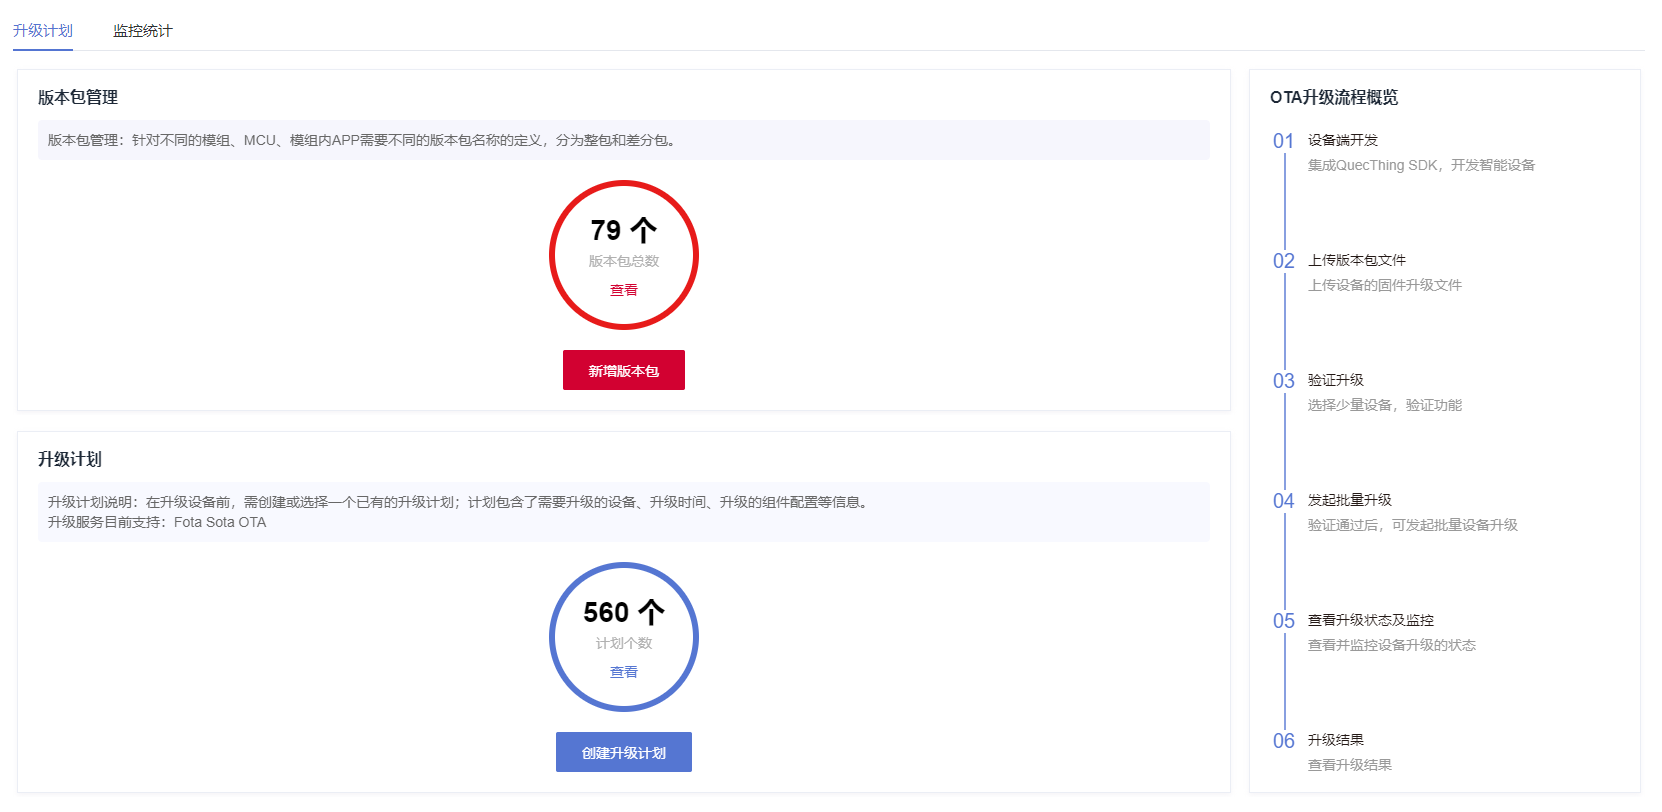 升级计划
监控统计
版本包管理
版本包管理：针对不同的模组、MCU、模组内APP需要不同的版本包名称的定义，分为整包和差分包。
79 个
版本包总数
查看
新增版本包
升级计划
升级计划说明：在升级设备前，需创建或选择一个已有的升级计划；计划包含了需要升级的设备、升级时间、升级的组件配置等信息。
升级服务目前支持：Fota Sota OTA
560 个
计划个数
查看
创建升级计划
OTA升级流程概览
01 设备端开发
集成QuecThing SDK，开发智能设备
02 上传版本包文件
上传设备的固件升级文件
03 验证升级
选择少量设备，验证功能
04 发起批量升级
验证通过后，可发起批量设备升级
05 查看升级状态及监控
查看并监控设备升级的状态
06 升级结果
查看升级结果